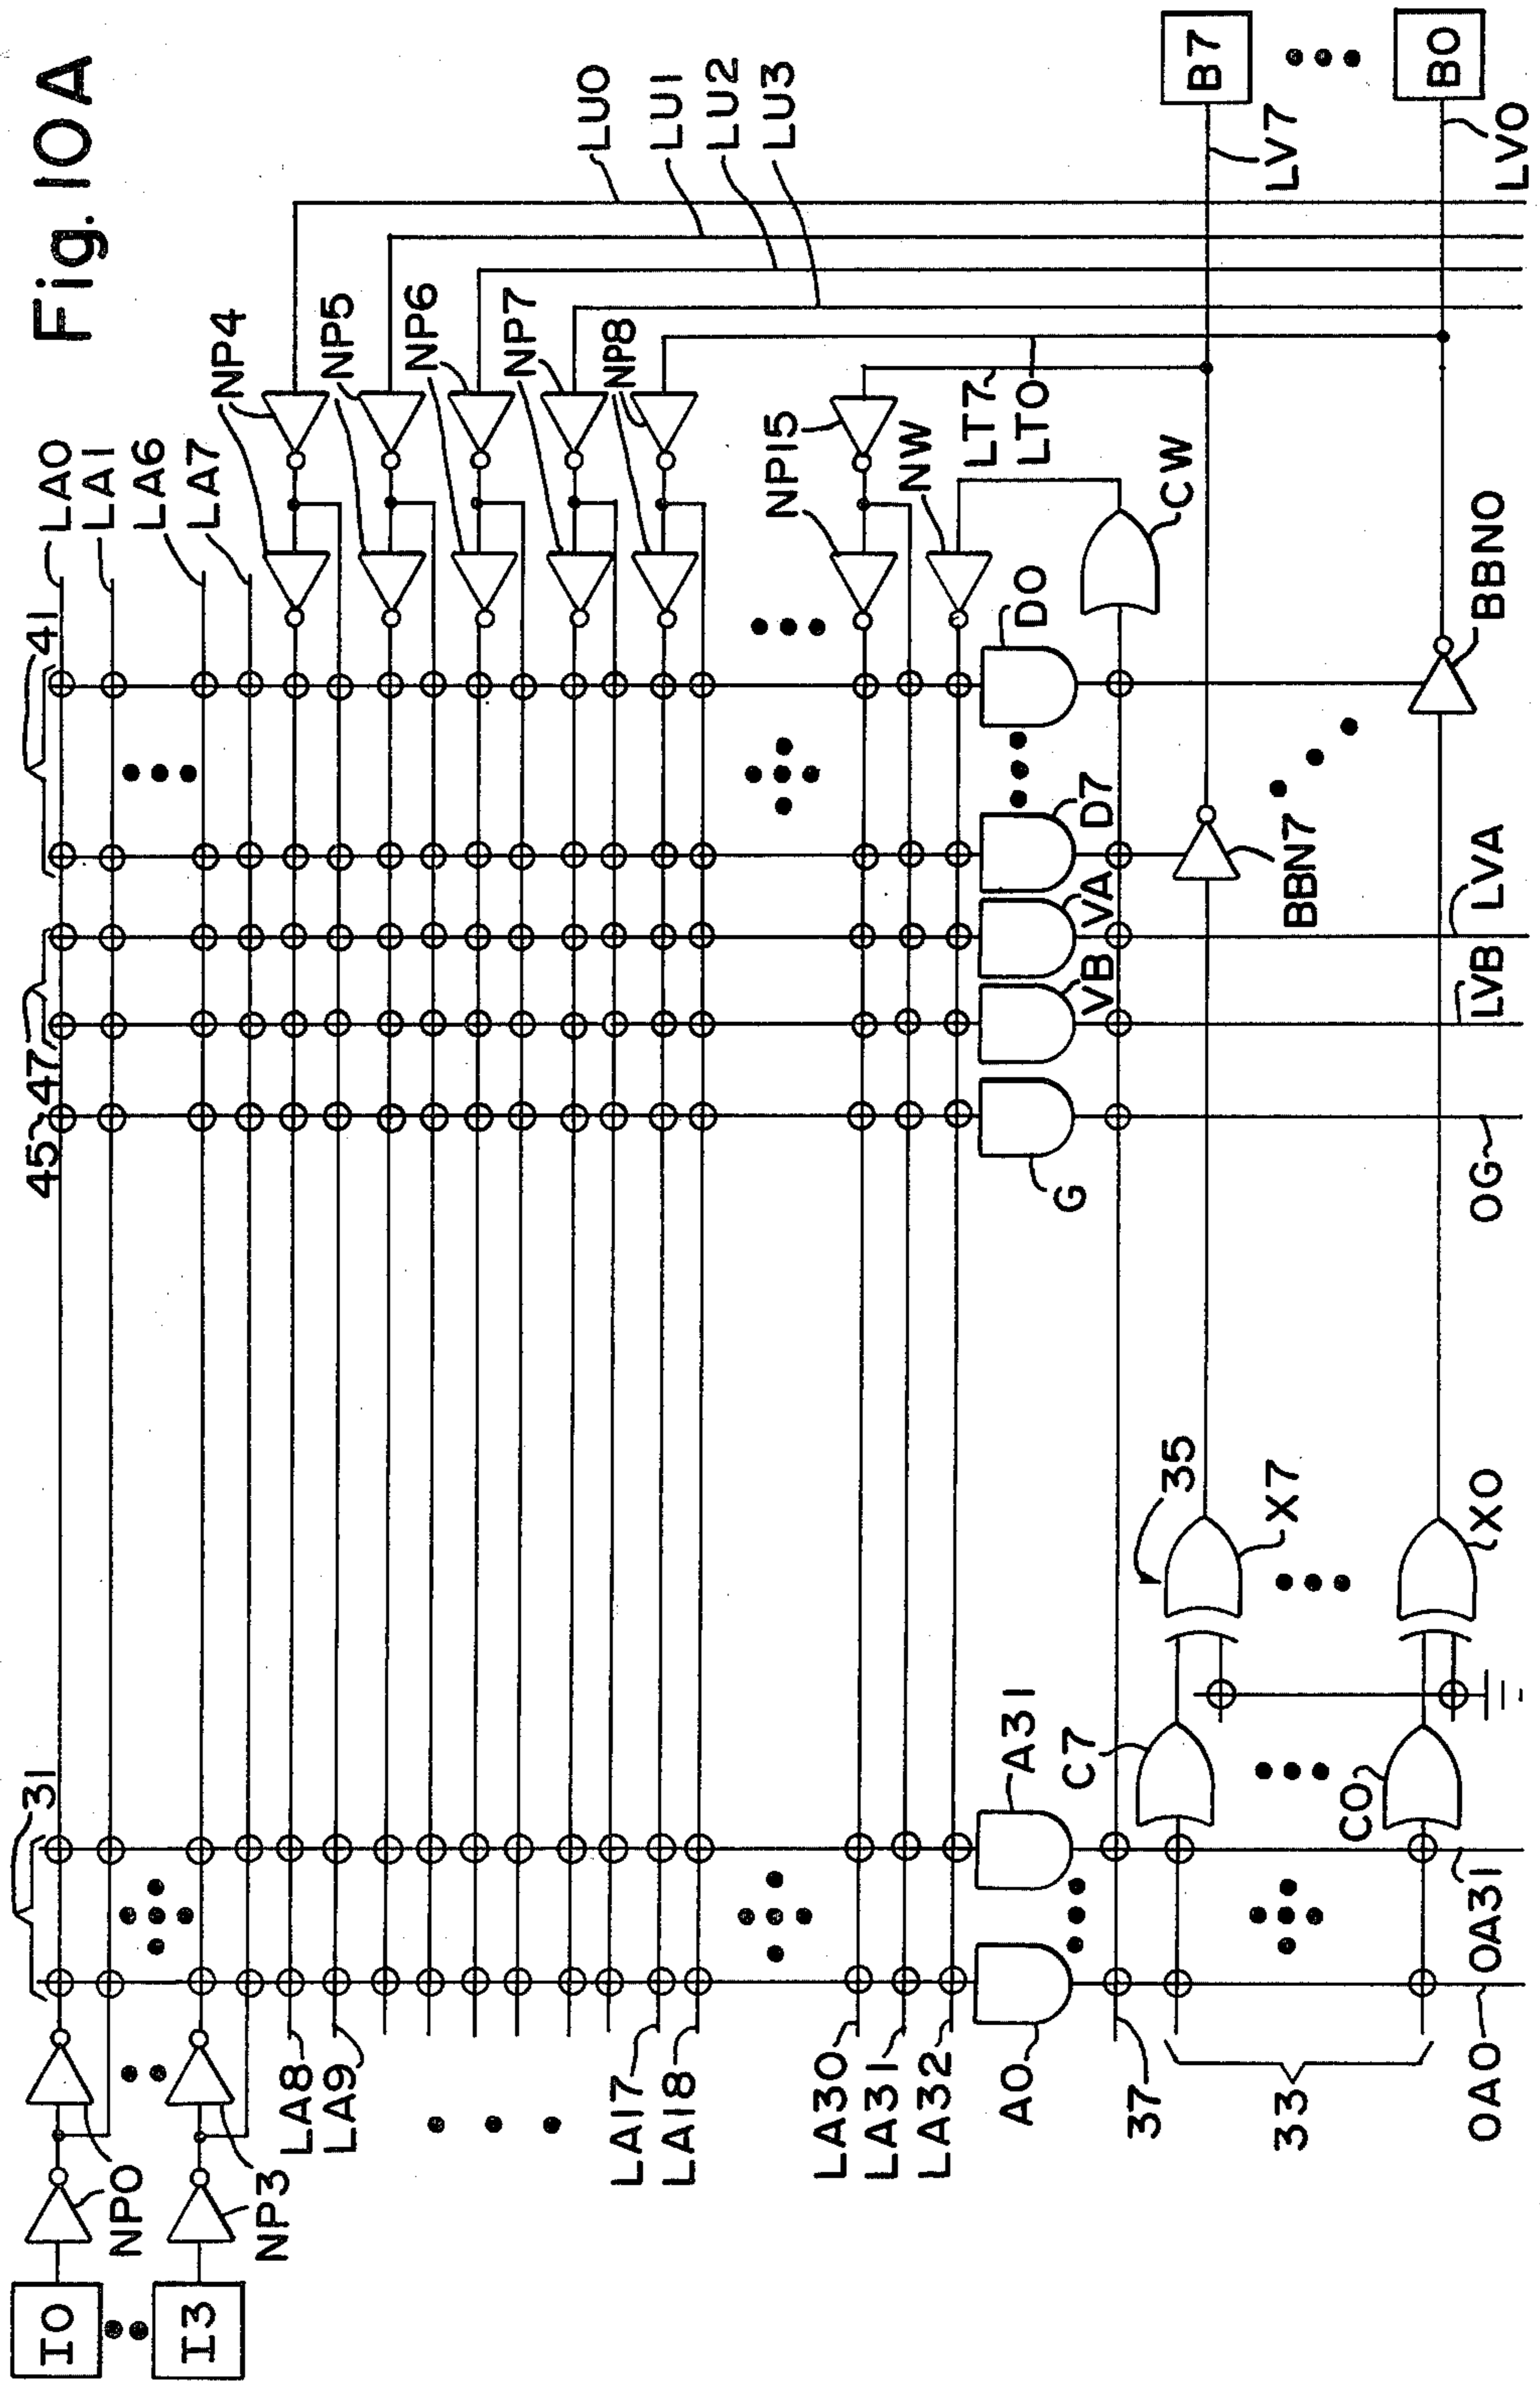 Fig. 10A
I0
I3
NP0
NP3
31
45
47
41
LA0
LA1
LA6
LA7
NP4
NP5
NP6
NP7
NP8
LU0
LU1
LU2
LU3
LA8
LA9
LA17
LA18
LA30
LA31
LA32
NP15
NW
LT7
LT0
A0
A31
G
VB
VA
D7
D0
CW
37
33
C7
C0
35
X7
X0
BBN7
BBN0
LV7
B7
LV0
B0
OA0
OA31
OG
LVB
LVA